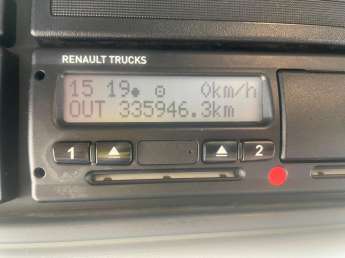 RENAULT TRUCKS
15 19 0km/h
OUT 335946.3km
1 2